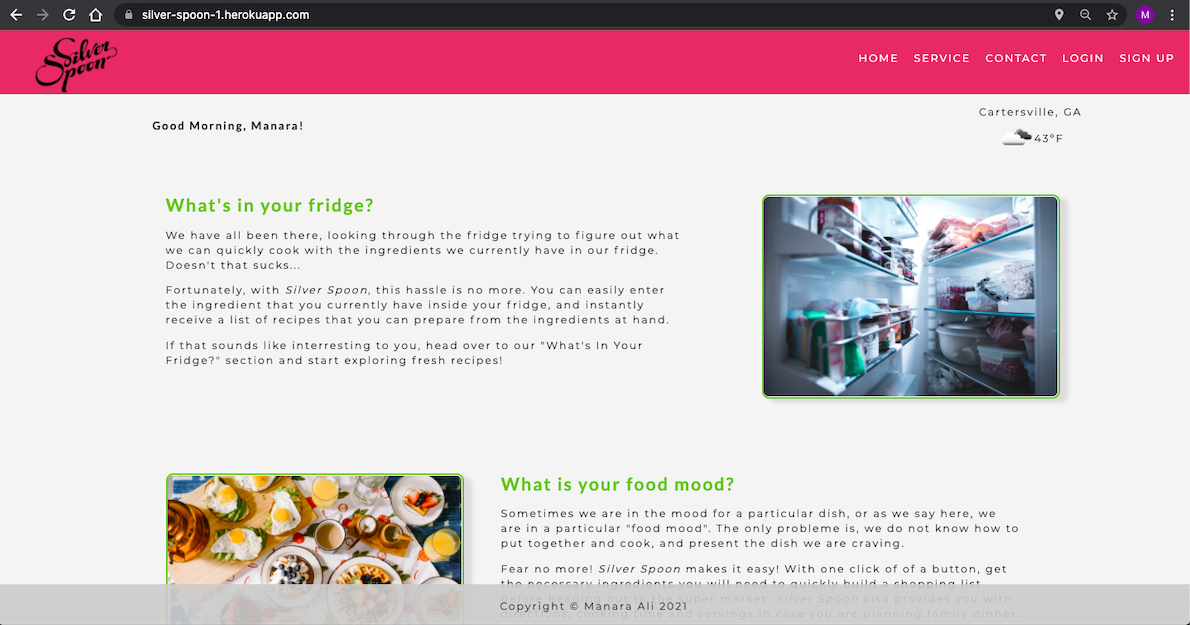 silver-spoon-1.herokuapp.com
M
Silver
Spoon
HOME SERVICE CONTACT LOGIN SIGN UP
Good Morning, Manara!
Cartersville, GA
43°F
What's in your fridge?
We have all been there, looking through the fridge trying to figure out what
we can quickly cook with the ingredients we currently have in our fridge.
Doesn't that sucks...
Fortunately, with Silver Spoon, this hassle is no more. You can easily enter
the ingredient that you currently have inside your fridge, and instantly
receive a list of recipes that you can prepare from the ingredients at hand.
If that sounds like interresting to you, head over to our "What's In Your
Fridge?" section and start exploring fresh recipes!
What is your food mood?
Sometimes we are in the mood for a particular dish, or as we say here, we
are in a particular "food mood". The only probleme is, we do not know how to
put together and cook, and present the dish we are craving.
Fear no more! Silver Spoon makes it easy! With one click of of a button, get
the necessary ingredients you will need to quickly build a shopping list
before heading out to the super market. Silver Spoon also provides you with
directions, cooking time and servings in case you are planning family dinner.
Copyright © Manara Ali 2021